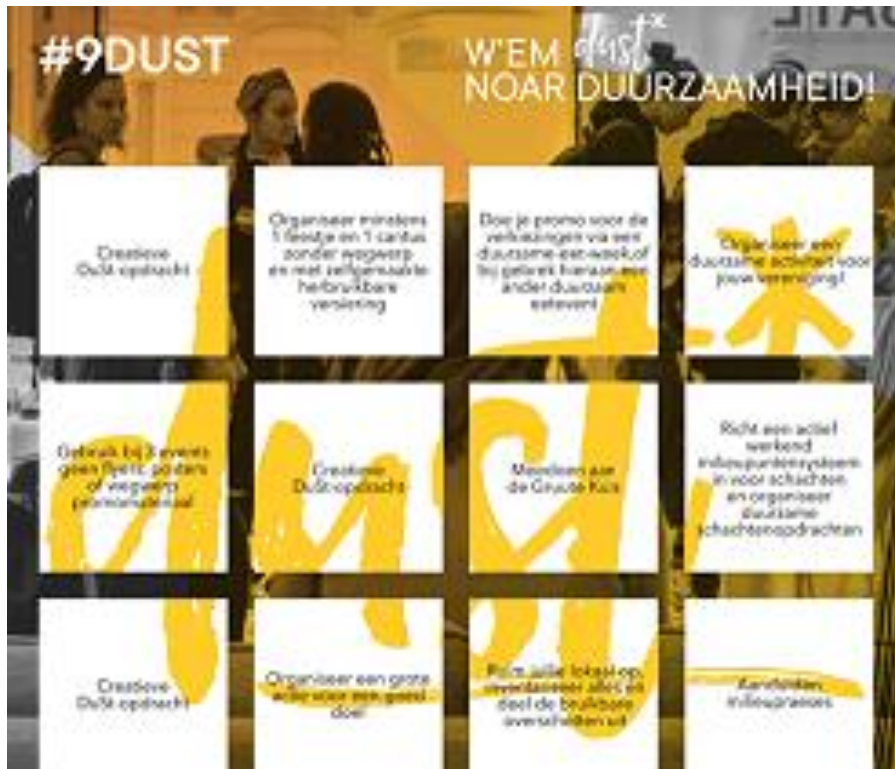 #9DUST
W'EM dust
NOAR DUURZAAMHEID!
Creatieve
DuSt-opdracht
Organiseer minstens
1 feestje en 1 cantus
zonder wegwerp
en met zelfgemaakte
herbruikbare
versiering
Doe je promo voor de
verkiezingen via een
duurzame eet-week, of
bij gebrek hieraan een
ander duurzaam
eetevent
Organiseer een
duurzame activiteit voor
jouw vereniging!
Gebruik bij 3 events
geen flyers, posters
of wegwerp
promomateriaal
Creatieve
DuSt-opdracht
Meedoen aan
de Gruute Kuis
Richt een actief
werkend
milieupuntensysteem
in voor schachten
en organiseer
duurzame
schachtenopdrachten
Creatieve
DuSt-opdracht
Organiseer een grote
actie voor een goed
doel
Ruim jullie lokaal op,
inventariseer alles en
deel de bruikbare
overschotten uit
Aanduiden
milieupraeses
dust